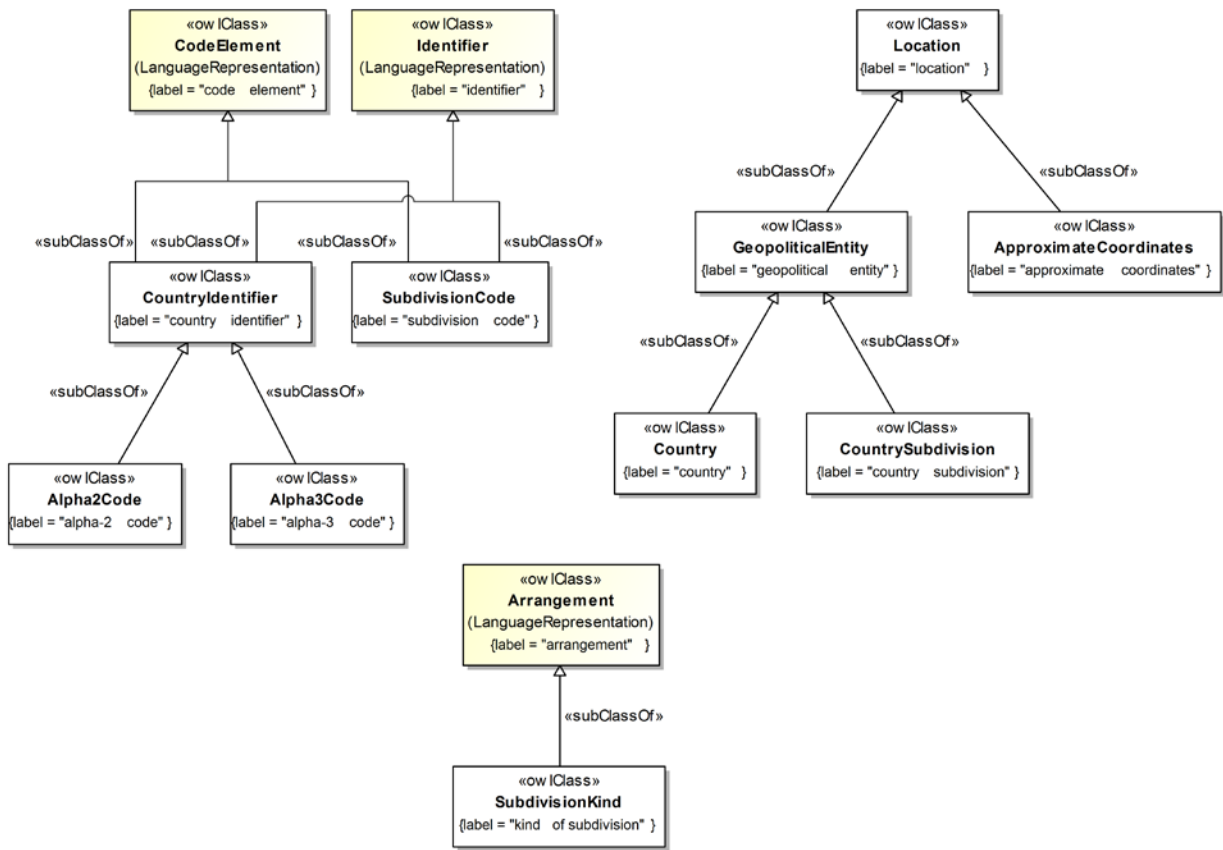 «owlClass»
CodeElement
(LanguageRepresentation)
{label = "code element" }
«owlClass»
Identifier
(LanguageRepresentation)
{label = "identifier" }
«owlClass»
Location
{label = "location" }
«subClassOf»
«subClassOf»
«subClassOf»
«subClassOf»
«subClassOf»
«subClassOf»
«owlClass»
CountryIdentifier
{label = "country identifier" }
«owlClass»
SubdivisionCode
{label = "subdivision code" }
«owlClass»
GeopoliticalEntity
{label = "geopolitical entity" }
«owlClass»
ApproximateCoordinates
{label = "approximate coordinates" }
«subClassOf»
«subClassOf»
«subClassOf»
«subClassOf»
«owlClass»
Alpha2Code
{label = "alpha-2 code" }
«owlClass»
Alpha3Code
{label = "alpha-3 code" }
«owlClass»
Country
{label = "country" }
«owlClass»
CountrySubdivision
{label = "country subdivision" }
«owlClass»
Arrangement
(LanguageRepresentation)
{label = "arrangement" }
«subClassOf»
«owlClass»
SubdivisionKind
{label = "kind of subdivision" }